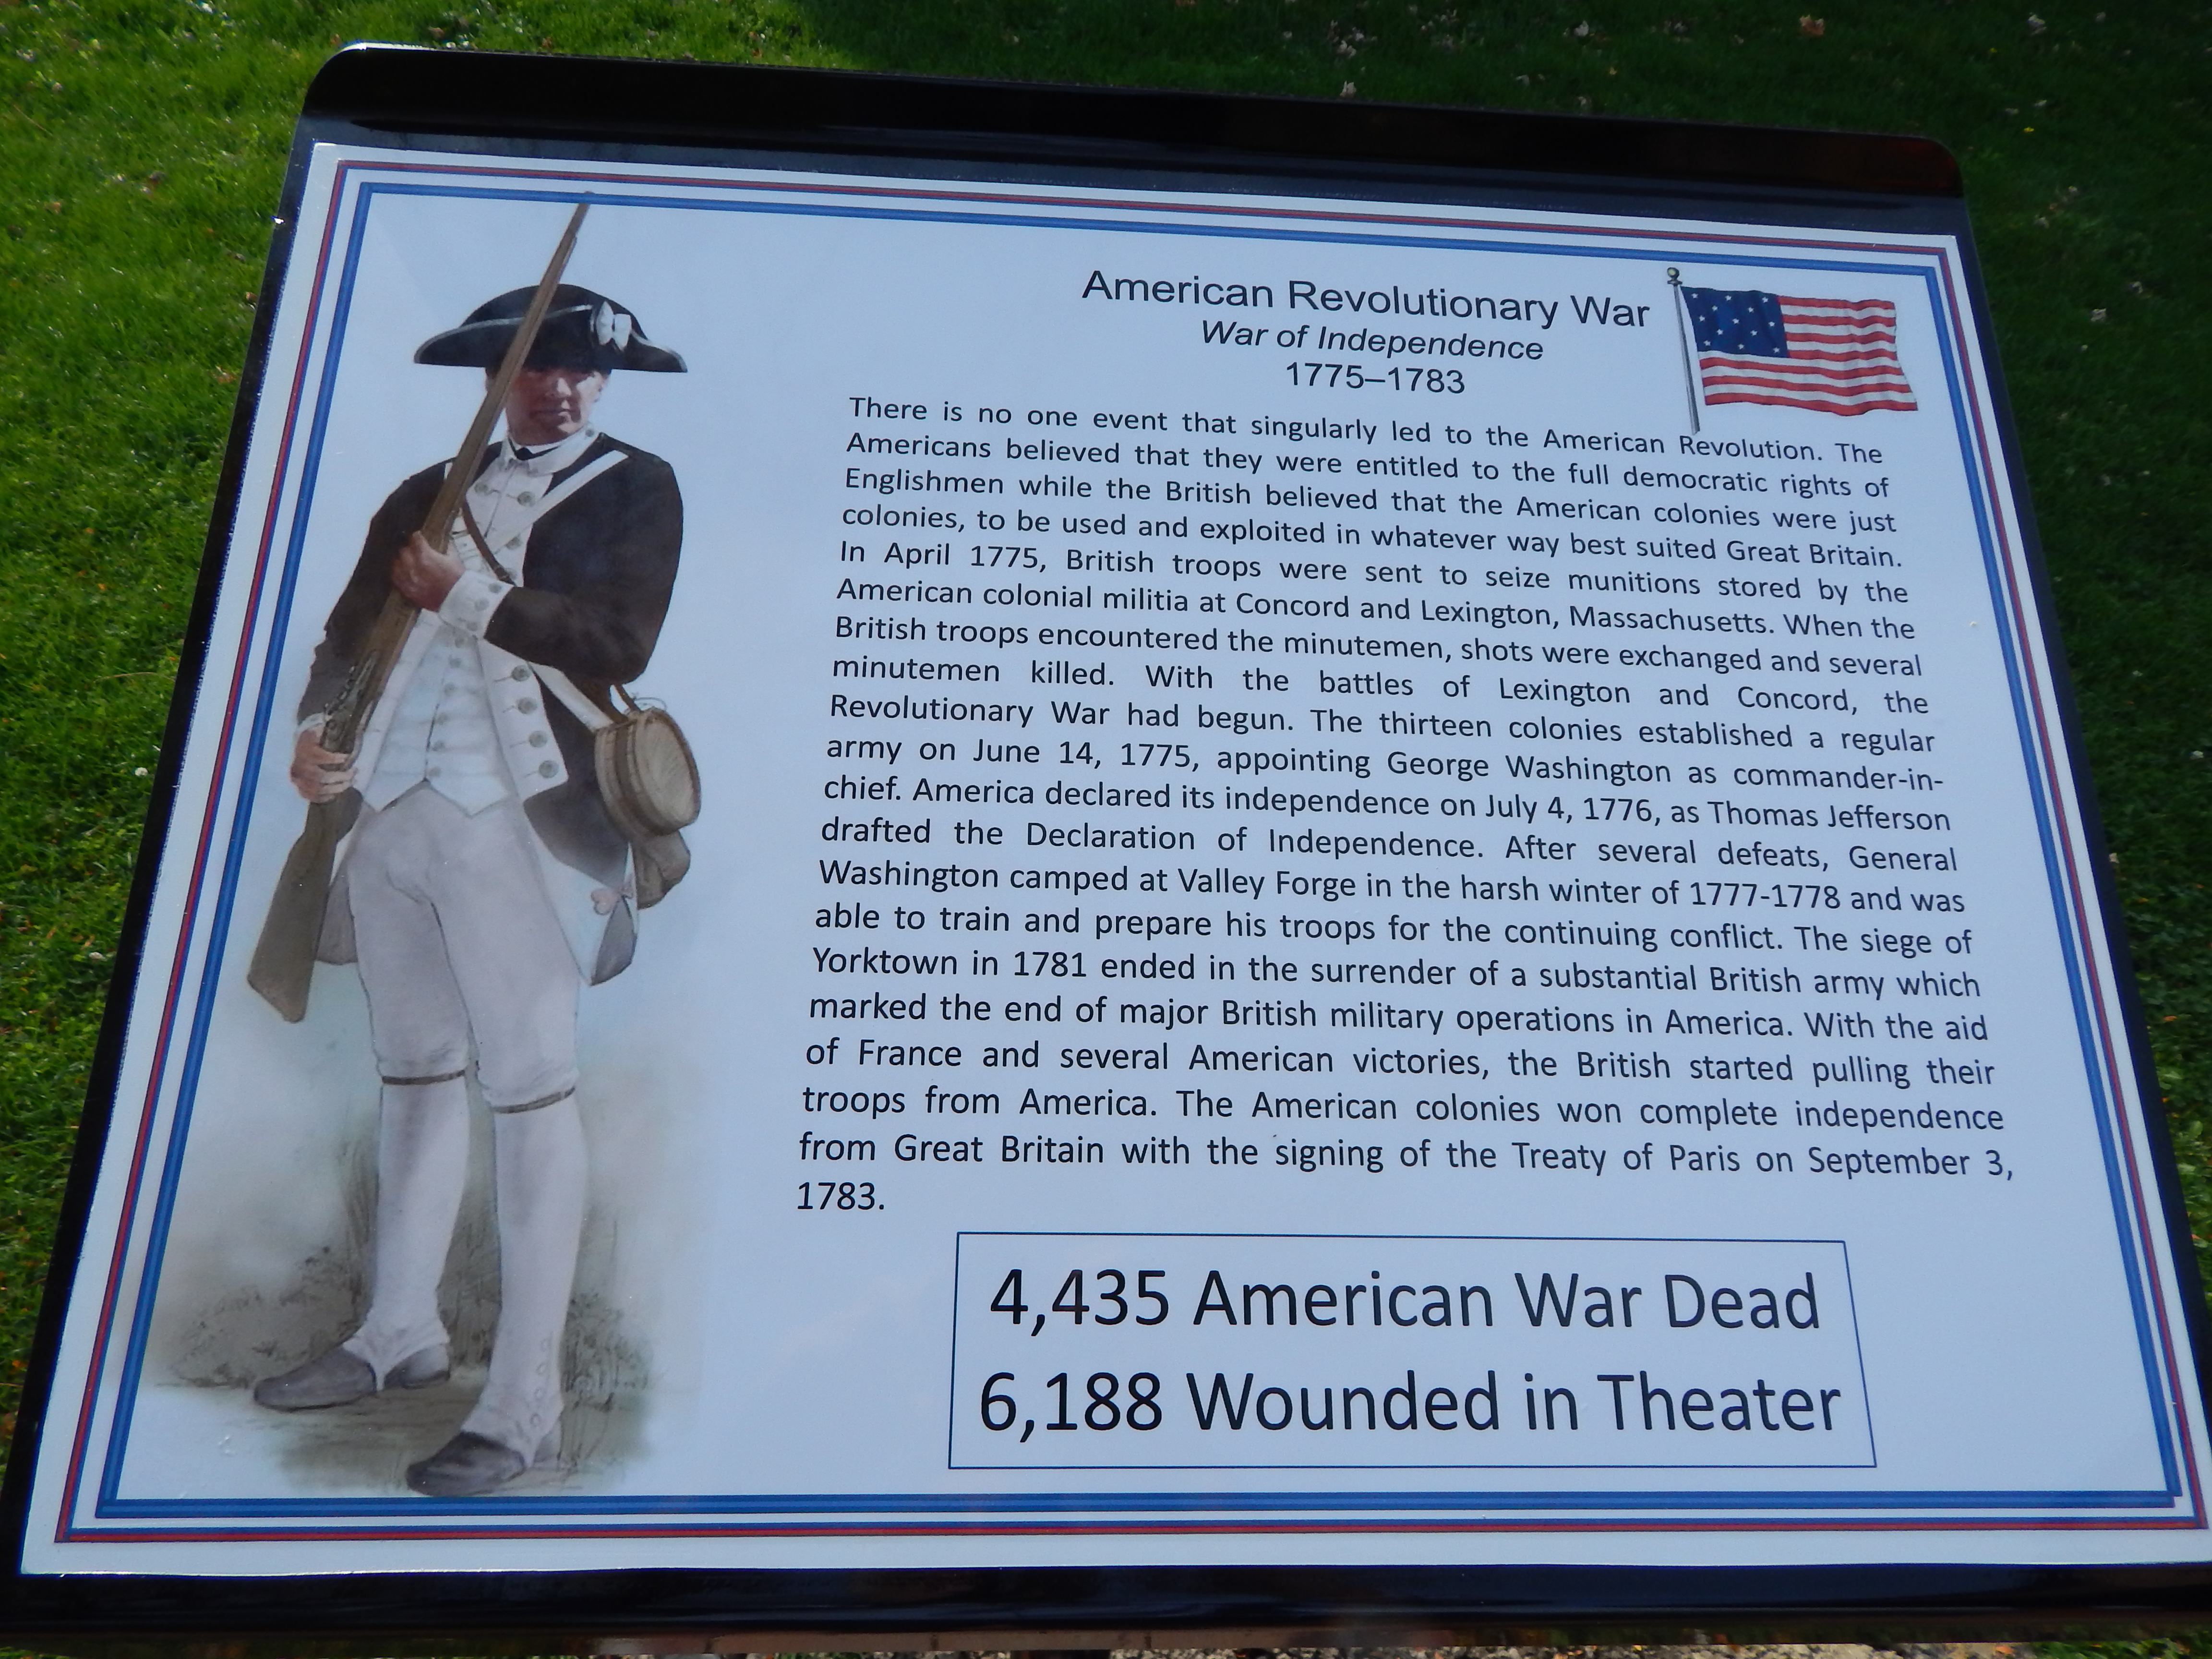 American Revolutionary War
War of Independence
1775–1783
There is no one event that singularly led to the American Revolution. The
Americans believed that they were entitled to the full democratic rights of
Englishmen while the British believed that the American colonies were just
colonies, to be used and exploited in whatever way best suited Great Britain.
In April 1775, British troops were sent to seize munitions stored by the
American colonial militia at Concord and Lexington, Massachusetts. When the
British troops encountered the minutemen, shots were exchanged and several
minutemen killed. With the battles of Lexington and Concord, the
Revolutionary War had begun. The thirteen colonies established a regular
army on June 14, 1775, appointing George Washington as commander-in-
chief. America declared its independence on July 4, 1776, as Thomas Jefferson
drafted the Declaration of Independence. After several defeats, General
Washington camped at Valley Forge in the harsh winter of 1777-1778 and was
able to train and prepare his troops for the continuing conflict. The siege of
Yorktown in 1781 ended in the surrender of a substantial British army which
marked the end of major British military operations in America. With the aid
of France and several American victories, the British started pulling their
troops from America. The American colonies won complete independence
from Great Britain with the signing of the Treaty of Paris on September 3,
1783.
4,435 American War Dead
6,188 Wounded in Theater